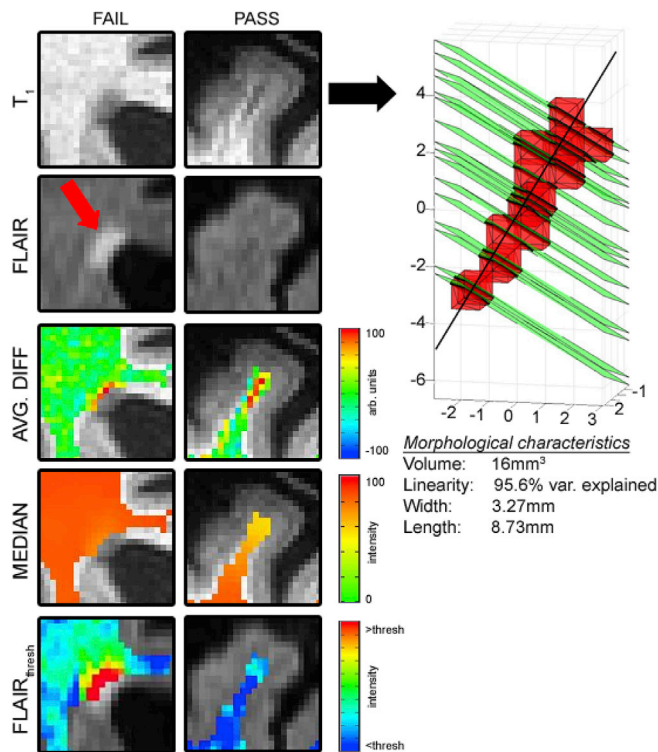 FAIL PASS
T1
FLAIR
AVG. DIFF
100
arb. units
-100
MEDIAN
100
intensity
0
FLAIRthresh
>thresh
intensity
<thresh
4
2
0
-2
-4
-6
-2 -1 0 1 2 3 2 -1
Morphological characteristics
Volume: 16mm³
Linearity: 95.6% var. explained
Width: 3.27mm
Length: 8.73mm